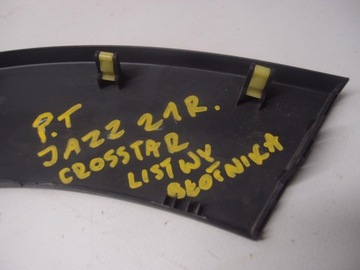 P.T
JAZZ 21R.
CROSSTAR
LISTWY
BŁOTNIKA